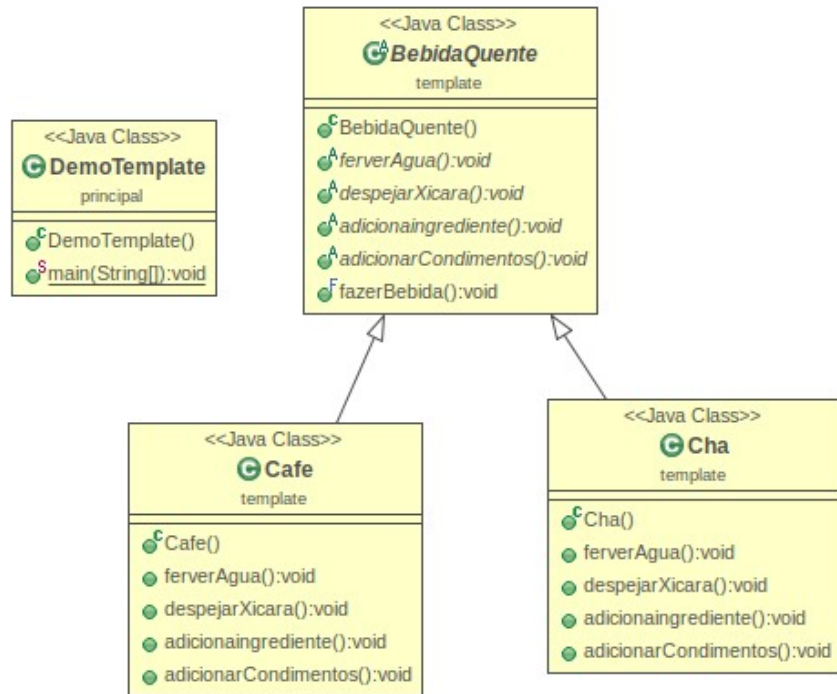 <<Java Class>>
BebidaQuente
template
BebidaQuente()
ferverAgua():void
despejarXicara():void
adicionaingrediente():void
adicionarCondimentos():void
fazerBebida():void
<<Java Class>>
DemoTemplate
principal
DemoTemplate()
main(String[]):void
<<Java Class>>
Cafe
template
Cafe()
ferverAgua():void
despejarXicara():void
adicionaingrediente():void
adicionarCondimentos():void
<<Java Class>>
Cha
template
Cha()
ferverAgua():void
despejarXicara():void
adicionaingrediente():void
adicionarCondimentos():void